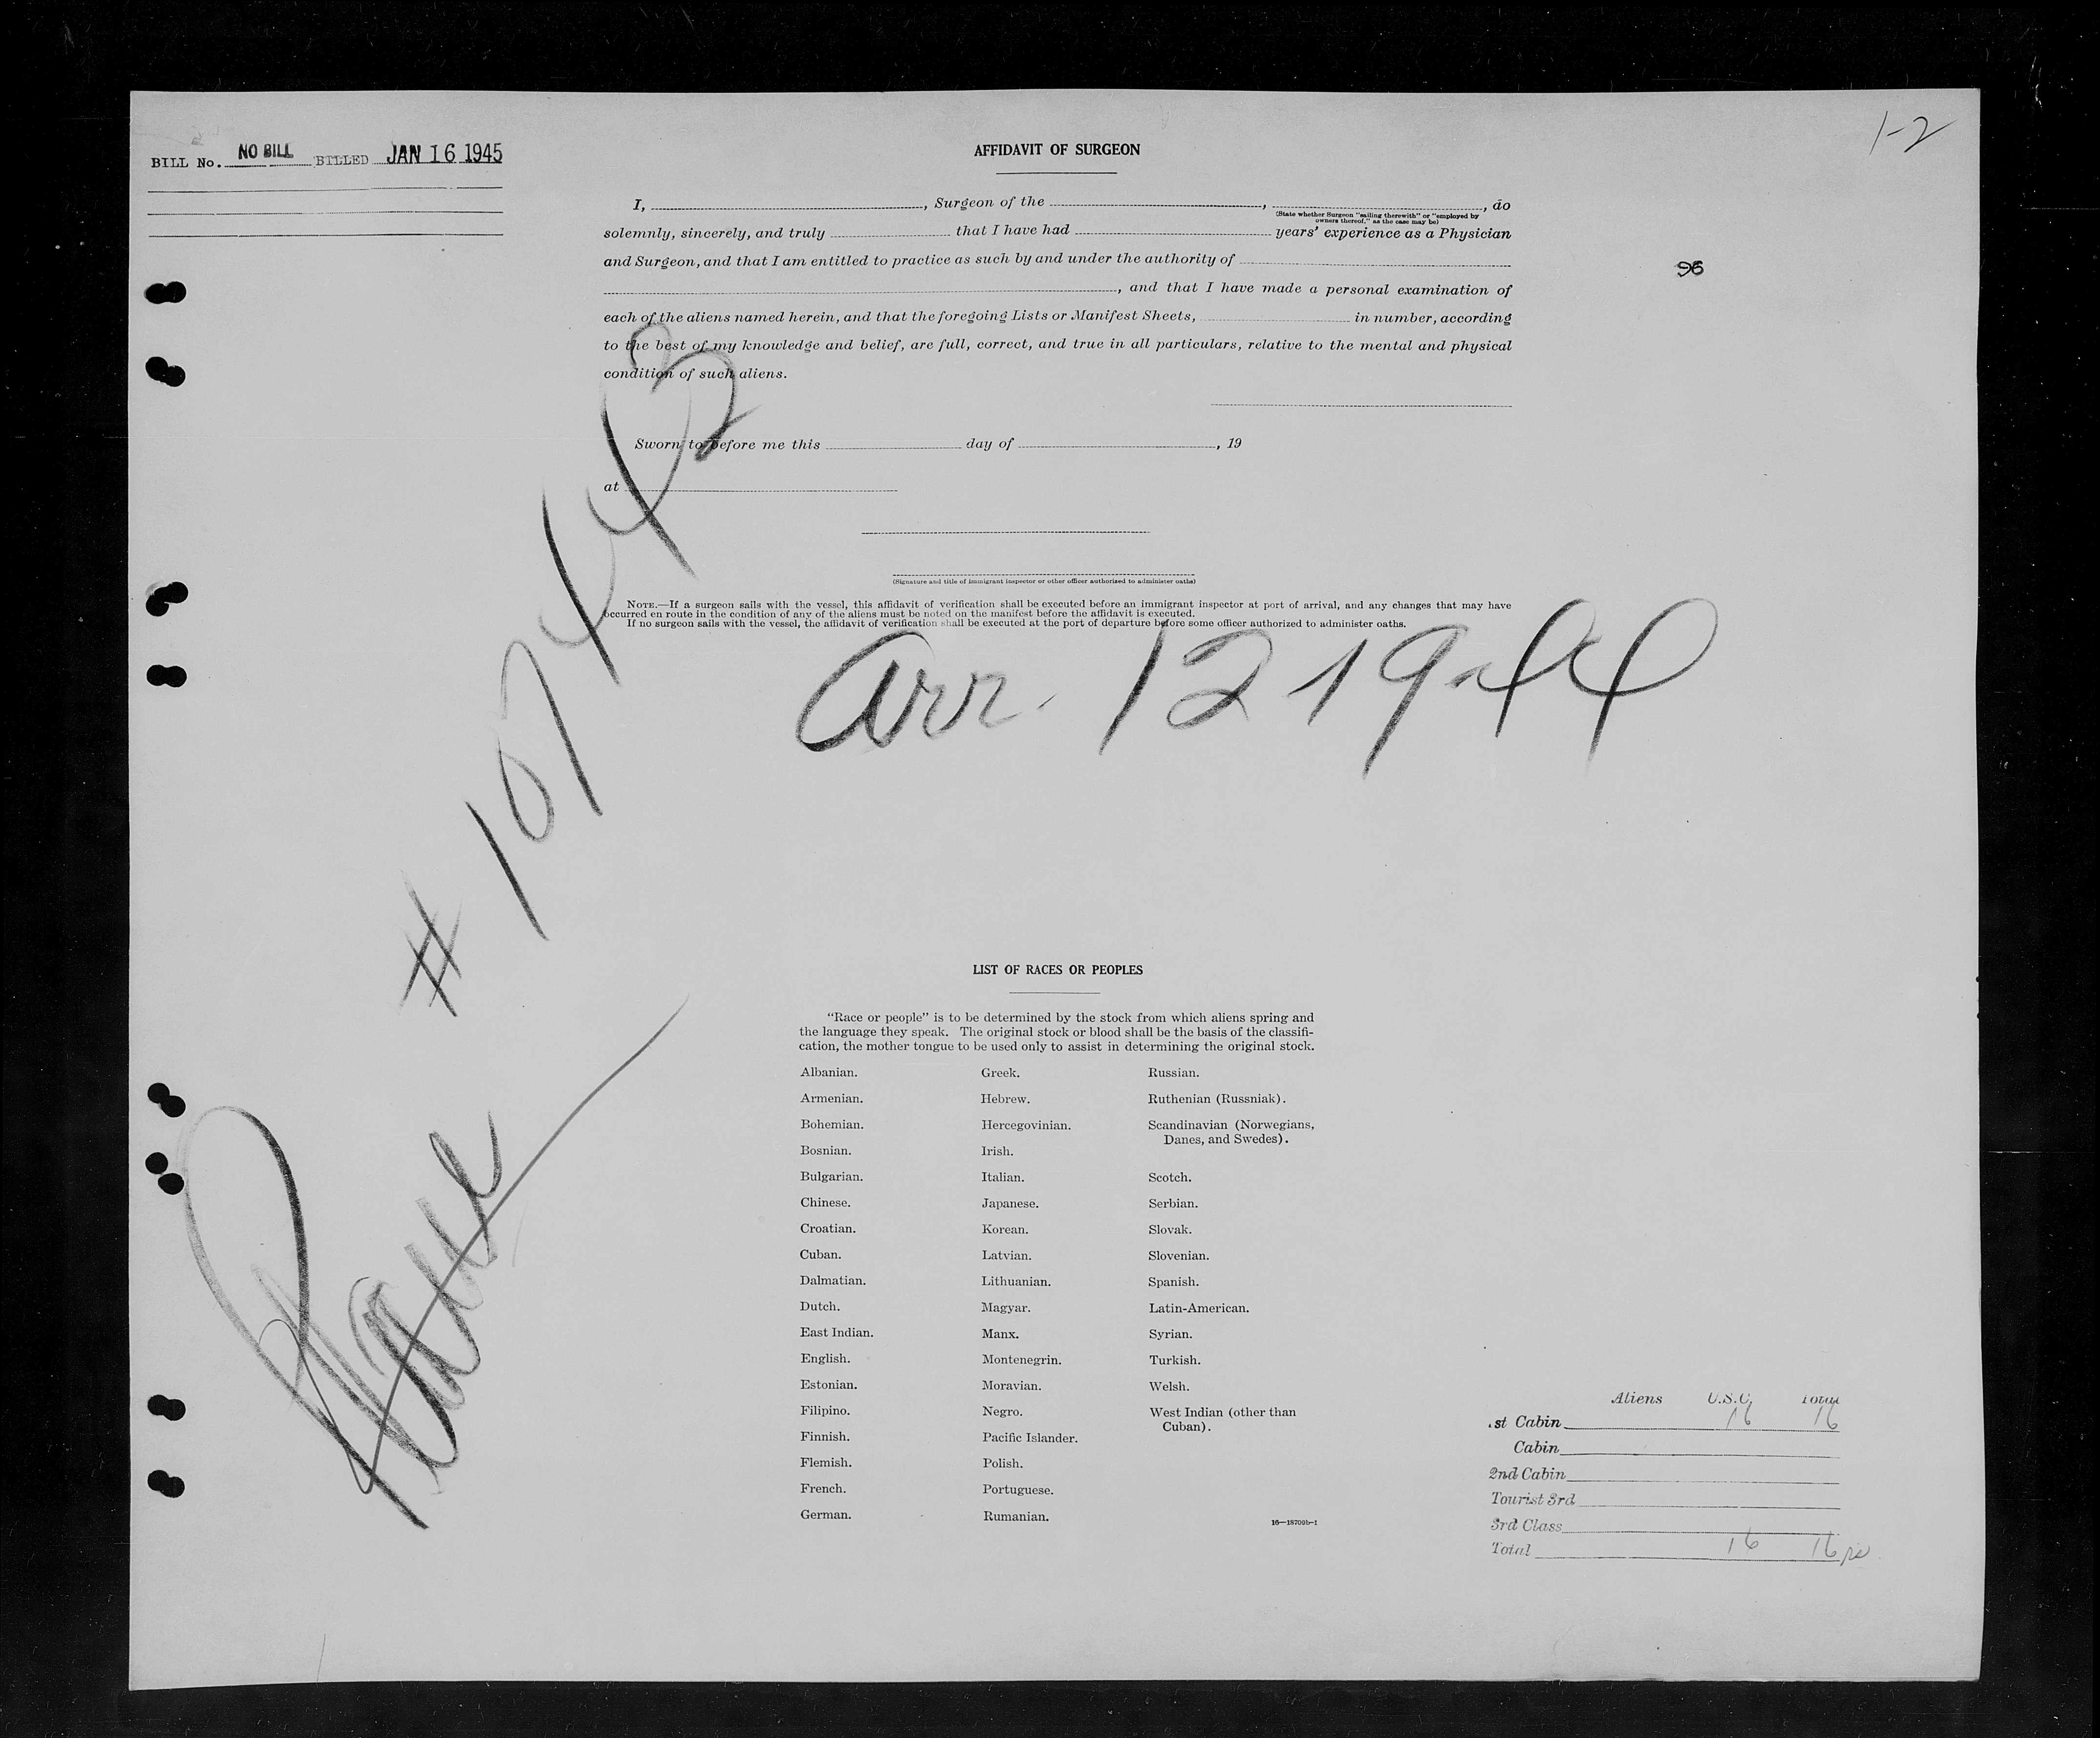 BILL No. NO BILL BILLED JAN 16 1945
1-2
AFFIDAVIT OF SURGEON
I, , Surgeon of the , , do
(State whether Surgeon "sailing therewith" or "employed by
owners thereof," as the case may be)
solemnly, sincerely, and truly that I have had years' experience as a Physician
and Surgeon, and that I am entitled to practice as such by and under the authority of
96
, and that I have made a personal examination of
each of the aliens named herein, and that the foregoing Lists or Manifest Sheets, in number, according
to the best of my knowledge and belief, are full, correct, and true in all particulars, relative to the mental and physical
condition of such aliens.
Sworn to before me this day of , 19
at
(Signature and title of immigrant inspector or other officer authorized to administer oaths)
NOTE.—If a surgeon sails with the vessel, this affidavit of verification shall be executed before an immigrant inspector at port of arrival, and any changes that may have
occurred en route in the condition of any of the aliens must be noted on the manifest before the affidavit is executed.
If no surgeon sails with the vessel, the affidavit of verification shall be executed at the port of departure before some officer authorized to administer oaths.
Arr. 12 19-44
Plane # 107443
LIST OF RACES OR PEOPLES
"Race or people" is to be determined by the stock from which aliens spring and
the language they speak. The original stock or blood shall be the basis of the classifi-
cation, the mother tongue to be used only to assist in determining the original stock.
Albanian. Greek. Russian.
Armenian. Hebrew. Ruthenian (Russniak).
Bohemian. Hercegovinian. Scandinavian (Norwegians,
Danes, and Swedes).
Bosnian. Irish.
Bulgarian. Italian. Scotch.
Chinese. Japanese. Serbian.
Croatian. Korean. Slovak.
Cuban. Latvian. Slovenian.
Dalmatian. Lithuanian. Spanish.
Dutch. Magyar. Latin-American.
East Indian. Manx. Syrian.
English. Montenegrin. Turkish.
Estonian. Moravian. Welsh.
Filipino. Negro. West Indian (other than
Cuban).
Finnish. Pacific Islander.
Flemish. Polish.
French. Portuguese.
German. Rumanian.
16—18700b-1
Aliens U.S.C. Total
1st Cabin 16 16
Cabin
2nd Cabin
Tourist 3rd
3rd Class
Total 16 16